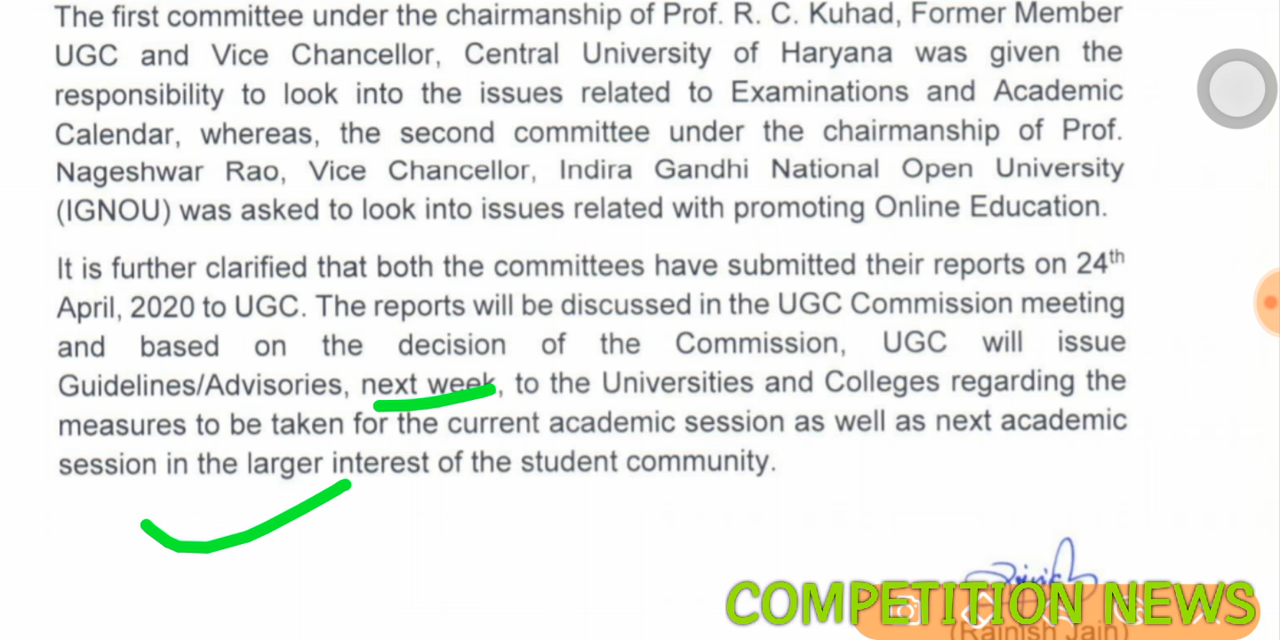 The first committee under the chairmanship of Prof. R. C. Kuhad, Former Member
UGC and Vice Chancellor, Central University of Haryana was given the
responsibility to look into the issues related to Examinations and Academic
Calendar, whereas, the second committee under the chairmanship of Prof.
Nageshwar Rao, Vice Chancellor, Indira Gandhi National Open University
(IGNOU) was asked to look into issues related with promoting Online Education.
It is further clarified that both the committees have submitted their reports on 24th
April, 2020 to UGC. The reports will be discussed in the UGC Commission meeting
and based on the decision of the Commission, UGC will issue
Guidelines/Advisories, next week, to the Universities and Colleges regarding the
measures to be taken for the current academic session as well as next academic
session in the larger interest of the student community.
COMPETITION NEWS
(Rajnish Jain)